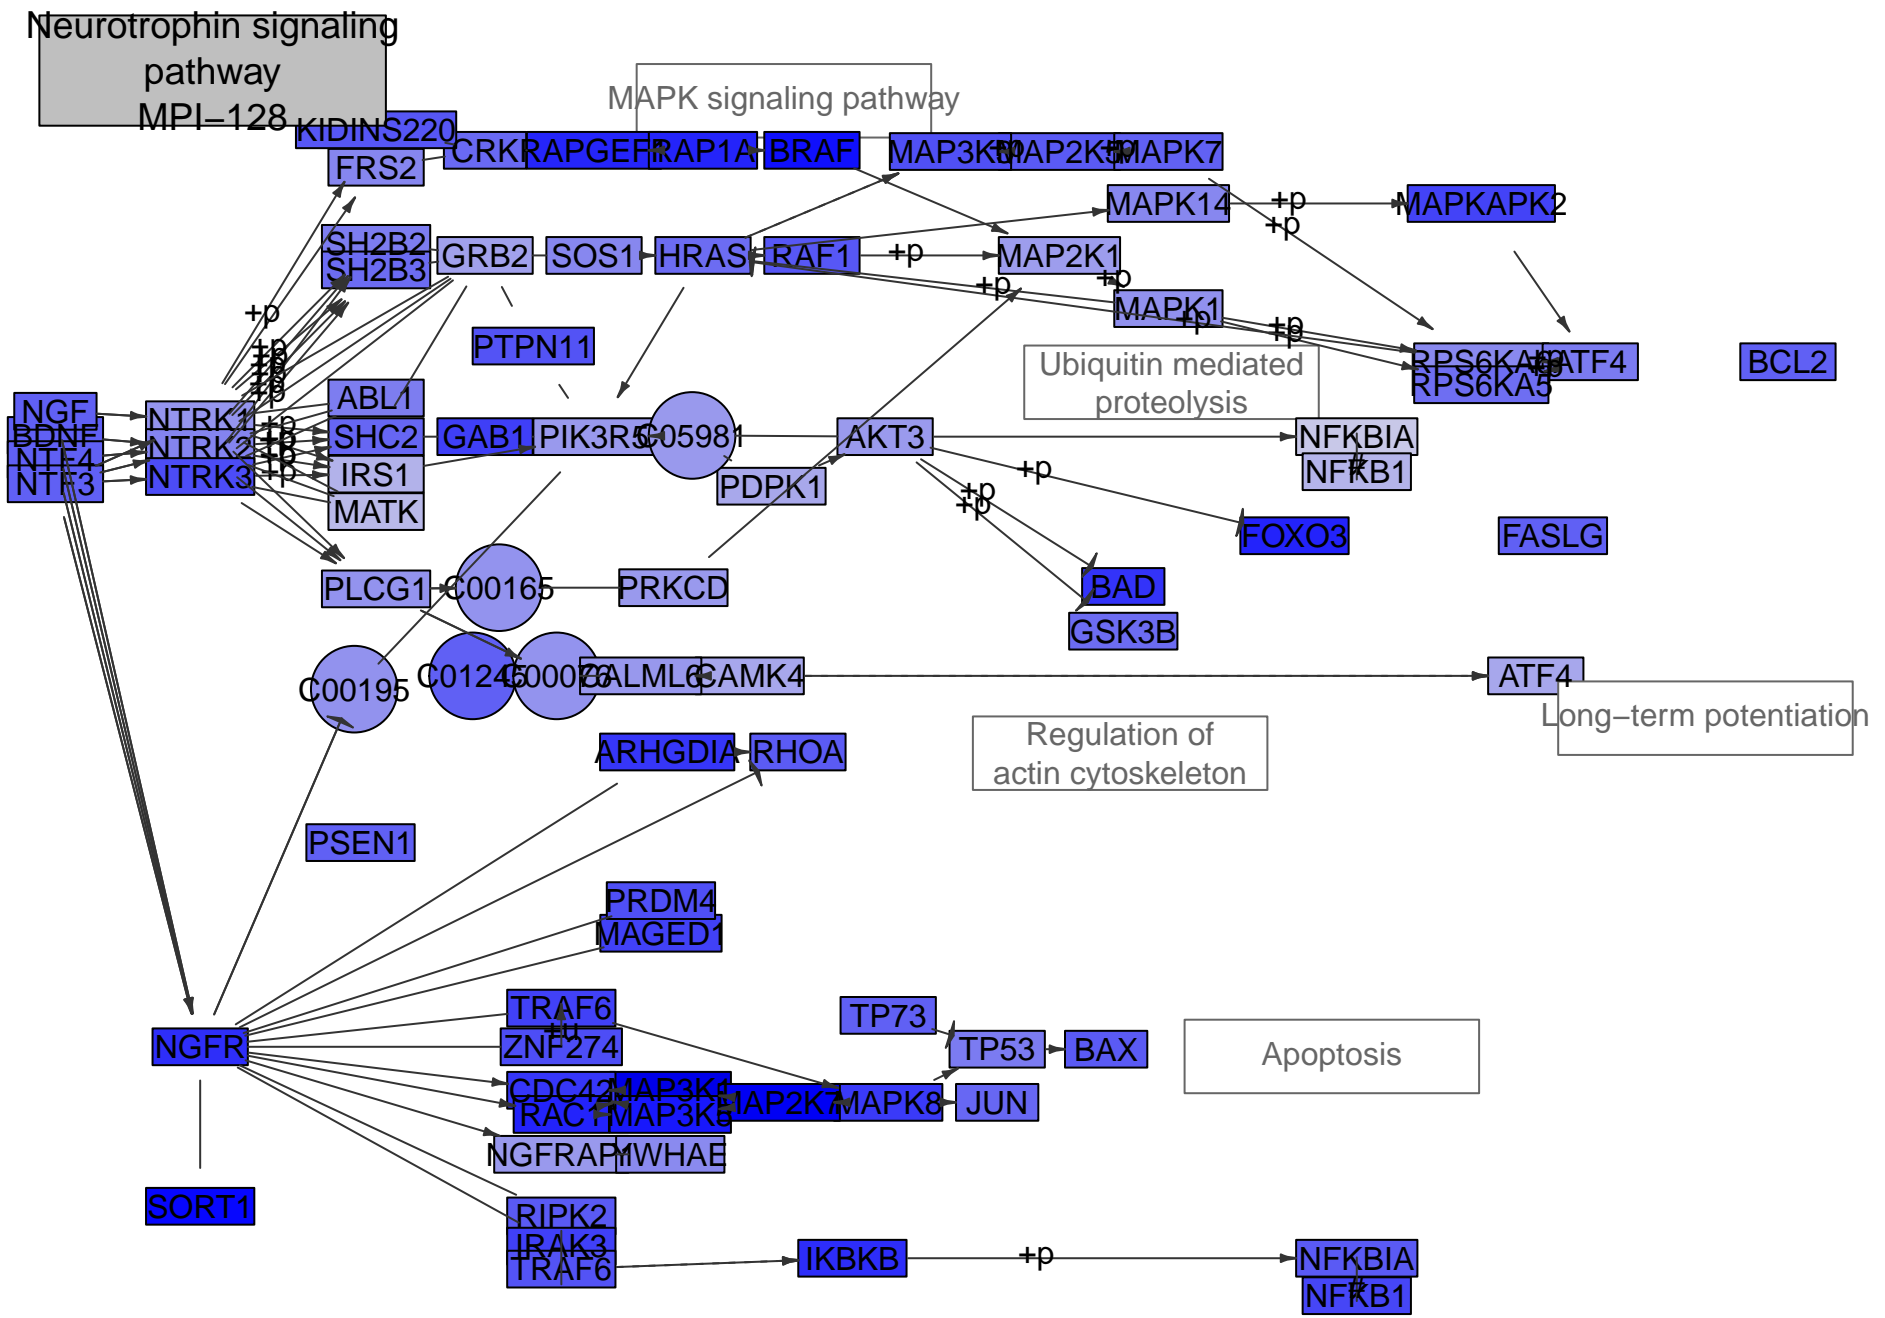 Neurotrophin signaling
pathway
MPI−128
MAPK signaling pathway
KIDINS220
FRS2
RAP1A
BRAF
MAP2K5
+p
MAPK7
MAPK14
+p
MAPKAPK2
+p
SH2B2
SH2B3
GRB2
SOS1
HRAS
RAF1
+p
MAP2K1
+p
+p
MAPK1
+p
+p
+p
+p
PTPN11
Ubiquitin mediated
proteolysis
RPS6KA5
ATF4
BCL2
+p
+p
+p
+p
+p
NGF
BDNF
NTF4
NTF3
NTRK1
NTRK2
NTRK3
+p
+p
+p
+p
ABL1
SHC2
IRS1
MATK
GAB1
PIK3R5
C05981
PDPK1
AKT3
NFKBIA
NFKB1
+p
+p
+p
FOXO3
FASLG
PLCG1
C00165
PRKCD
BAD
GSK3B
C00195
C01245
C00076
CALML6
CAMK4
ATF4
Long−term potentiation
Regulation of
actin cytoskeleton
ARHGDIA
RHOA
PSEN1
PRDM4
MAGED1
NGFR
TRAF6
+u
ZNF274
TP73
TP53
BAX
Apoptosis
CDC42
MAP3K1
RAC1
MAP2K7
MAPK8
JUN
NGFRAP1
YWHAE
SORT1
RIPK2
IRAK3
TRAF6
IKBKB
+p
NFKBIA
NFKB1